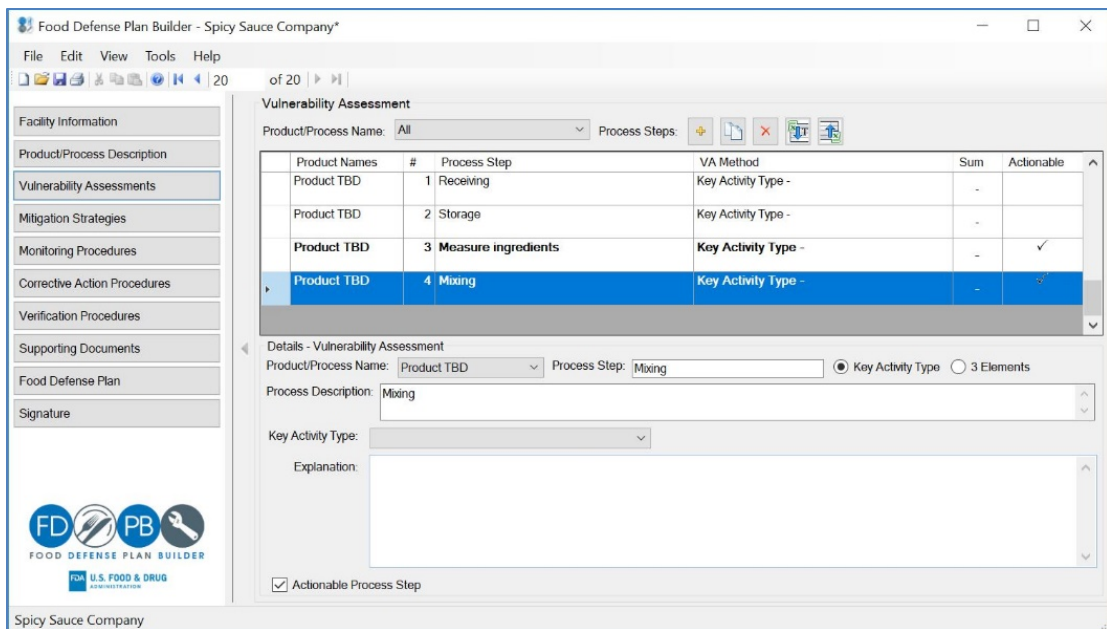 Food Defense Plan Builder - Spicy Sauce Company*
File Edit View Tools Help
20 of 20
Facility Information
Product/Process Description
Vulnerability Assessments
Mitigation Strategies
Monitoring Procedures
Corrective Action Procedures
Verification Procedures
Supporting Documents
Food Defense Plan
Signature
FD PB
FOOD DEFENSE PLAN BUILDER
FDA U.S. FOOD & DRUG
ADMINISTRATION
Vulnerability Assessment
Product/Process Name: All Process Steps:
Product Names # Process Step VA Method Sum Actionable
Product TBD 1 Receiving Key Activity Type - -
Product TBD 2 Storage Key Activity Type - -
Product TBD 3 Measure ingredients Key Activity Type - - ✓
Product TBD 4 Mixing Key Activity Type - - ✓
Details - Vulnerability Assessment
Product/Process Name: Product TBD Process Step: Mixing Key Activity Type 3 Elements
Process Description: Mixing
Key Activity Type:
Explanation:
Actionable Process Step
Spicy Sauce Company